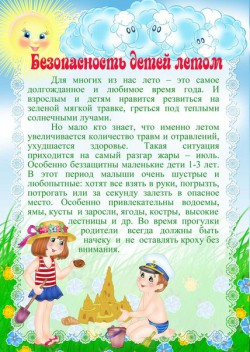 Безопасность детей летом
Для многих из нас лето – это самое
долгожданное и любимое время года. И
взрослым и детям нравится резвиться на
зеленой мягкой травке, греться под теплыми
солнечными лучами.
Но мало кто знает, что именно летом
увеличивается количество травм и отравлений,
ухудшается здоровье. Такая ситуация
приходится на самый разгар жары – июль.
Особенно беззащитны маленькие дети 1-3 лет.
В этот период малыши очень шустрые и
любопытные: хотят все взять в руки, погрызть,
потрогать или за секунду залезть в опасное
место. Особенно привлекательны водоемы,
ямы, кусты и заросли, ягоды, костры, высокие
лестницы и др. Во время прогулки
родители всегда должны быть
начеку и не оставлять кроху без
внимания.